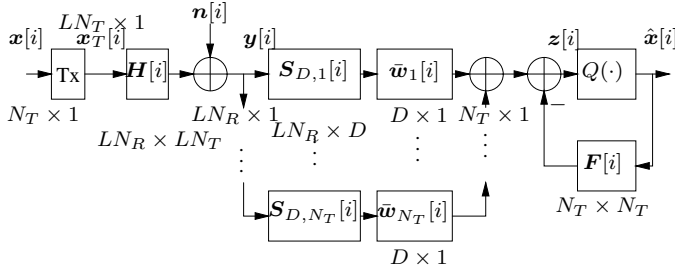 LN_T × 1
n[i]
x[i] x_T[i] y[i] z[i] x̂[i]
Tx H[i] S_{D,1}[i] w̄_1[i] Q(·)
−
N_T × 1 LN_R × 1 D × 1 N_T × 1
LN_R × LN_T LN_R × D
F[i]
N_T × N_T
S_{D,N_T}[i] w̄_{N_T}[i]
D × 1